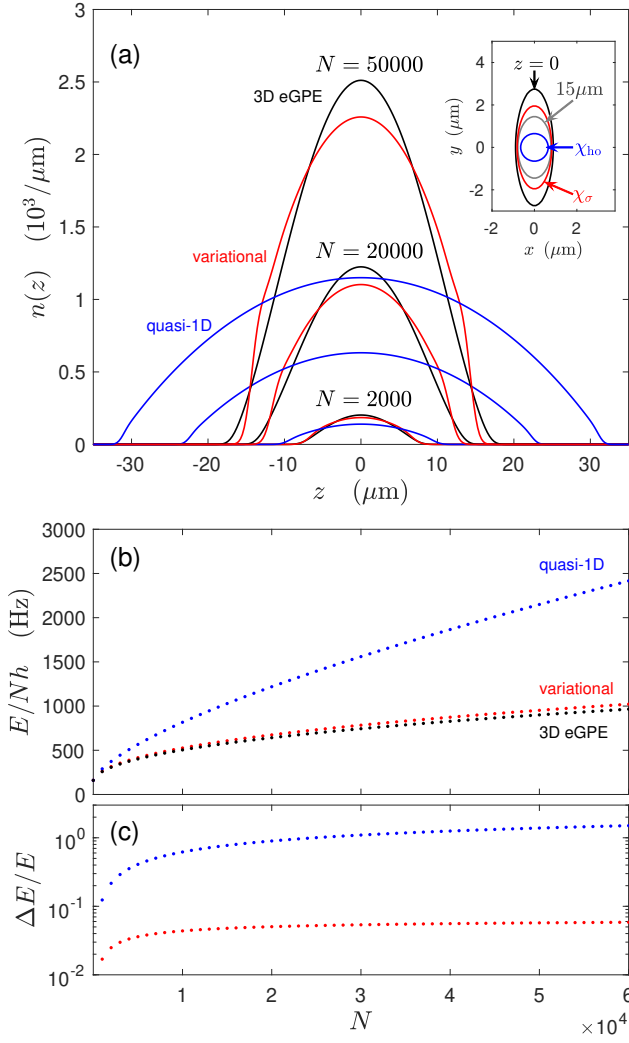 (a)
N = 50000
3D eGPE
variational
N = 20000
quasi-1D
N = 2000
n(z) (10³/μm)
3
2.5
2
1.5
1
0.5
0
-30 -20 -10 0 10 20 30
z (μm)
z = 0
15μm
χho
χσ
y (μm)
4
2
0
-2
-2 0 2
x (μm)
(b)
quasi-1D
variational
3D eGPE
E/Nh (Hz)
3000
2500
2000
1500
1000
500
0
(c)
ΔE/E
10⁰
10⁻¹
10⁻²
1 2 3 4 5 6
N
×10⁴